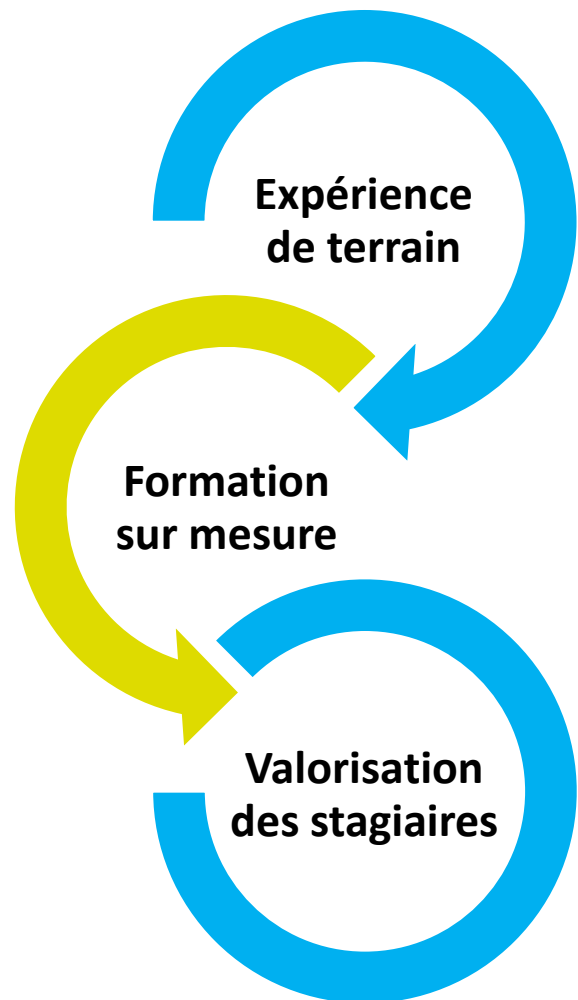 Expérience
de terrain
Formation
sur mesure
Valorisation
des stagiaires